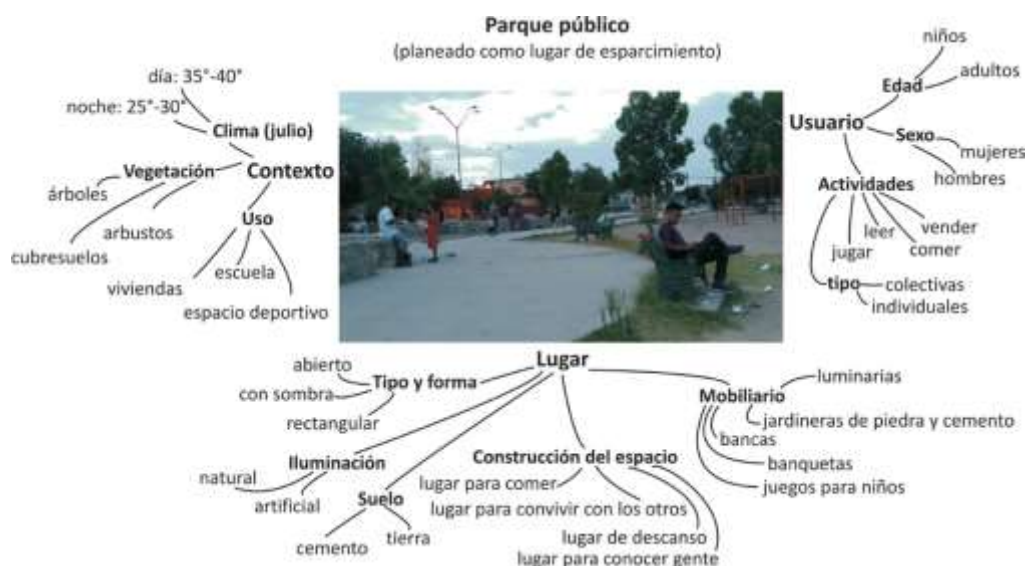 Parque público
(planeado como lugar de esparcimiento)
día: 35°-40°
noche: 25°-30°
Clima (julio)
Vegetación
Contexto
árboles
arbustos
cubresuelos
Uso
viviendas
escuela
espacio deportivo
niños
adultos
Edad
Usuario
Sexo
mujeres
hombres
Actividades
vender
leer
comer
jugar
tipo
colectivas
individuales
Lugar
abierto
Tipo y forma
con sombra
rectangular
Iluminación
natural
artificial
Suelo
cemento
tierra
Construcción del espacio
lugar para comer
lugar para convivir con los otros
lugar de descanso
lugar para conocer gente
Mobiliario
luminarias
jardineras de piedra y cemento
bancas
banquetas
juegos para niños